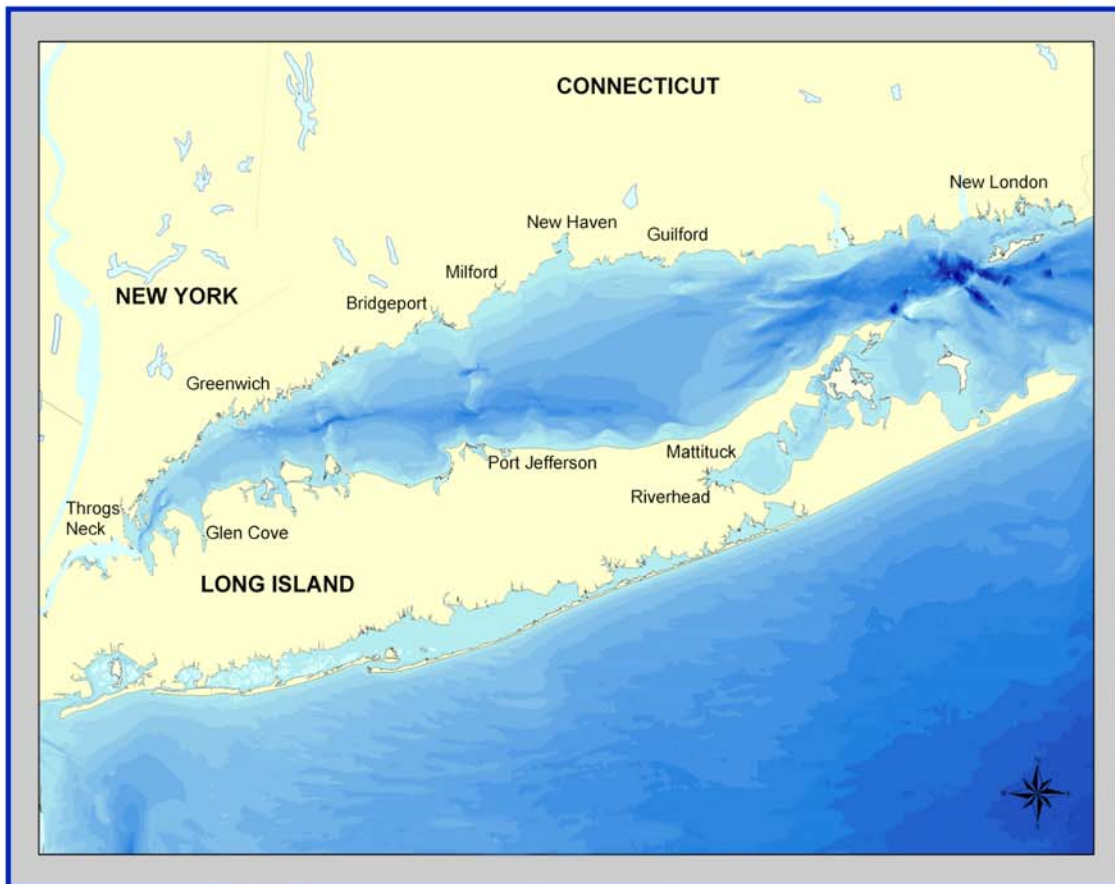 CONNECTICUT
New London
New Haven
Guilford
Milford
NEW YORK
Bridgeport
Greenwich
Mattituck
Port Jefferson
Riverhead
Throgs
Neck
Glen Cove
LONG ISLAND